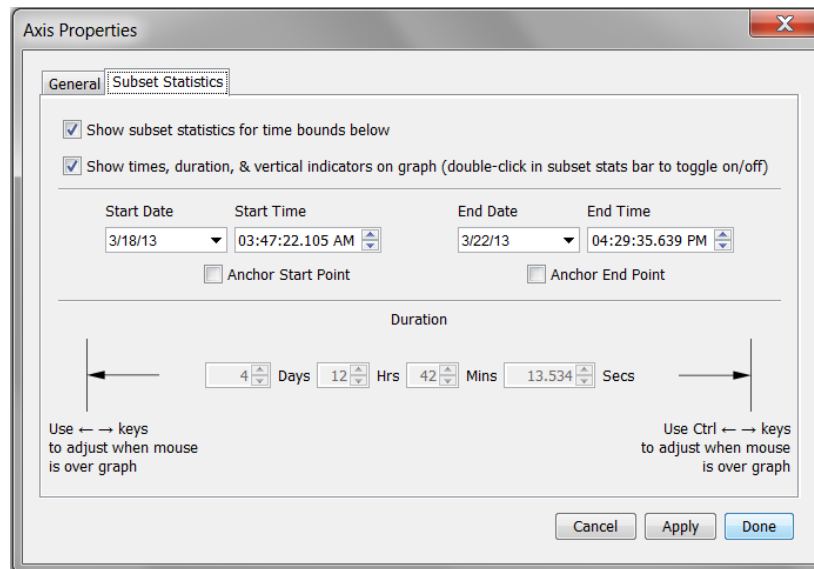 Axis Properties
General Subset Statistics
Show subset statistics for time bounds below
Show times, duration, & vertical indicators on graph (double-click in subset stats bar to toggle on/off)
Start Date Start Time End Date End Time
3/18/13 03:47:22.105 AM 3/22/13 04:29:35.639 PM
Anchor Start Point Anchor End Point
Duration
4 Days 12 Hrs 42 Mins 13.534 Secs
Use ← → keys
to adjust when mouse
is over graph
Use Ctrl ← → keys
to adjust when mouse
is over graph
Cancel Apply Done